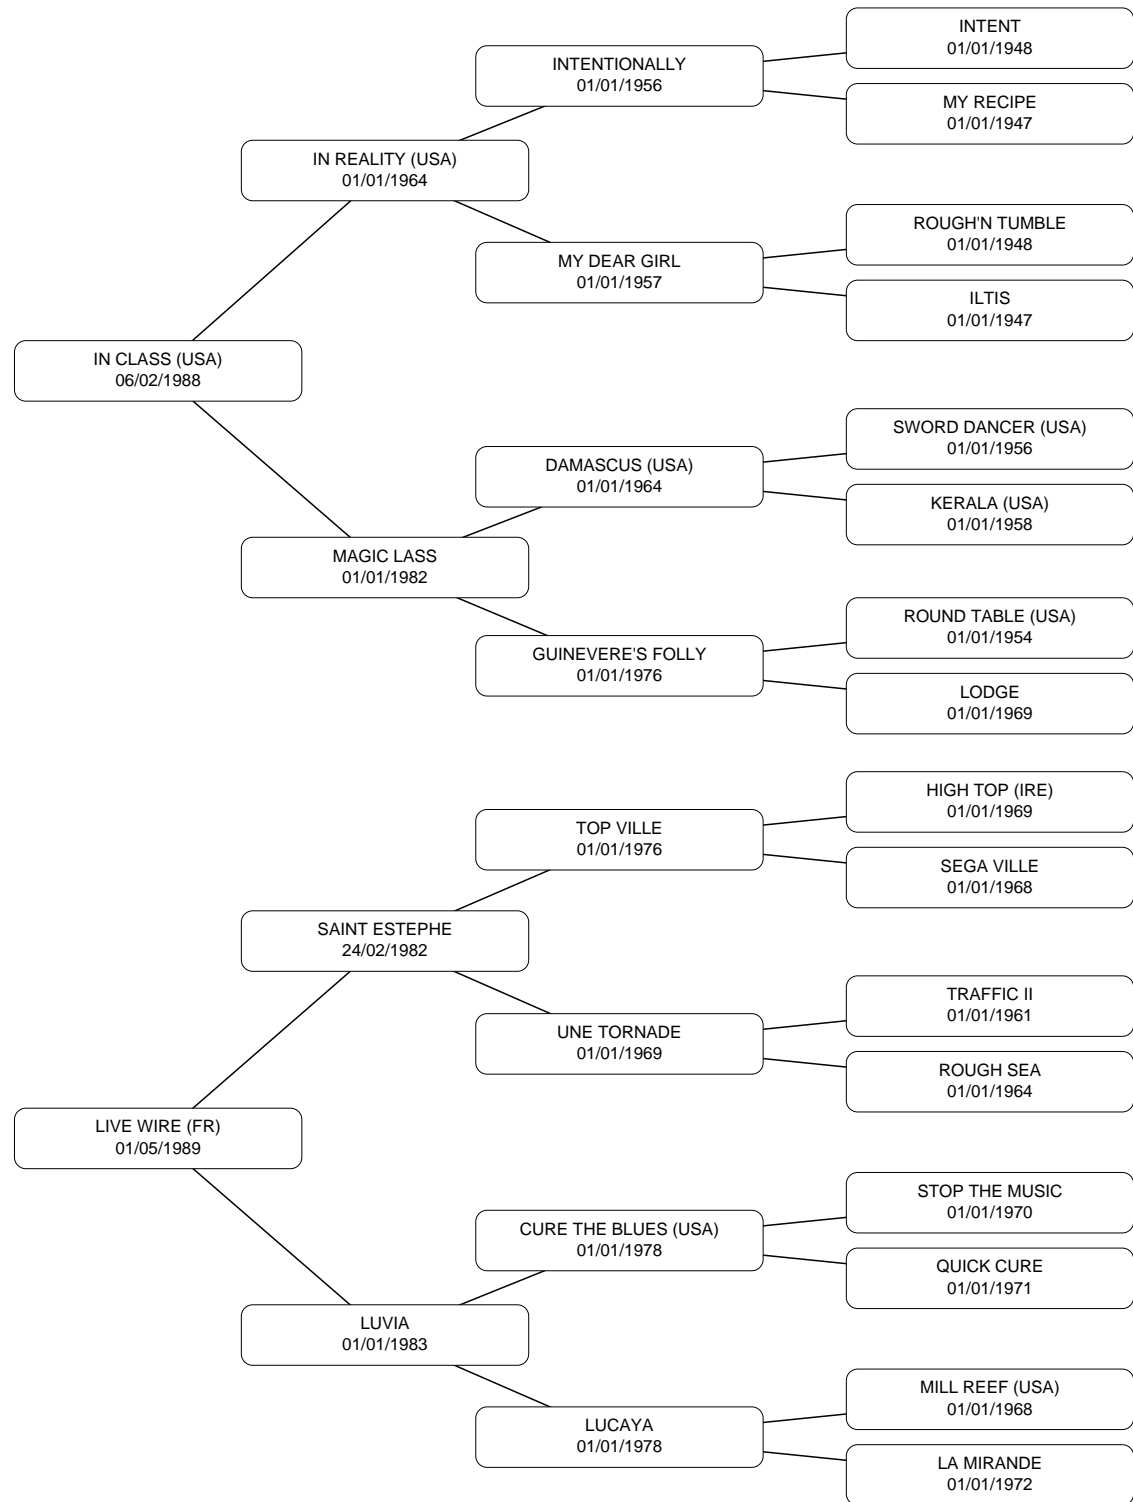 INTENT
01/01/1948
INTENTIONALLY
01/01/1956
MY RECIPE
01/01/1947
IN REALITY (USA)
01/01/1964
ROUGH'N TUMBLE
01/01/1948
MY DEAR GIRL
01/01/1957
ILTIS
01/01/1947
IN CLASS (USA)
06/02/1988
SWORD DANCER (USA)
01/01/1956
DAMASCUS (USA)
01/01/1964
KERALA (USA)
01/01/1958
MAGIC LASS
01/01/1982
ROUND TABLE (USA)
01/01/1954
GUINEVERE'S FOLLY
01/01/1976
LODGE
01/01/1969
HIGH TOP (IRE)
01/01/1969
TOP VILLE
01/01/1976
SEGA VILLE
01/01/1968
SAINT ESTEPHE
24/02/1982
TRAFFIC II
01/01/1961
UNE TORNADE
01/01/1969
ROUGH SEA
01/01/1964
LIVE WIRE (FR)
01/05/1989
STOP THE MUSIC
01/01/1970
CURE THE BLUES (USA)
01/01/1978
QUICK CURE
01/01/1971
LUVIA
01/01/1983
MILL REEF (USA)
01/01/1968
LUCAYA
01/01/1978
LA MIRANDE
01/01/1972